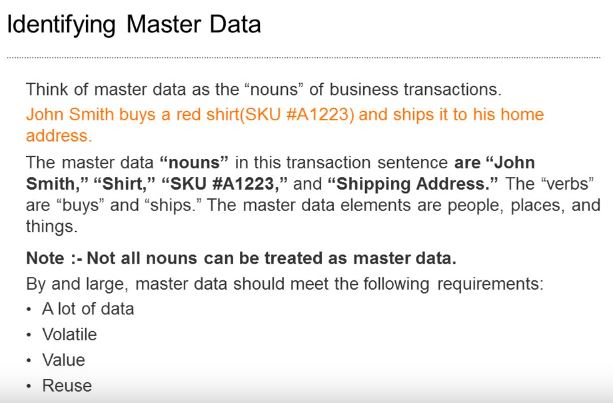 Identifying Master Data
Think of master data as the “nouns” of business transactions.
John Smith buys a red shirt(SKU #A1223) and ships it to his home
address.
The master data “nouns” in this transaction sentence are “John
Smith,” “Shirt,” “SKU #A1223,” and “Shipping Address.” The “verbs”
are “buys” and “ships.” The master data elements are people, places, and
things.
Note :- Not all nouns can be treated as master data.
By and large, master data should meet the following requirements:
• A lot of data
• Volatile
• Value
• Reuse